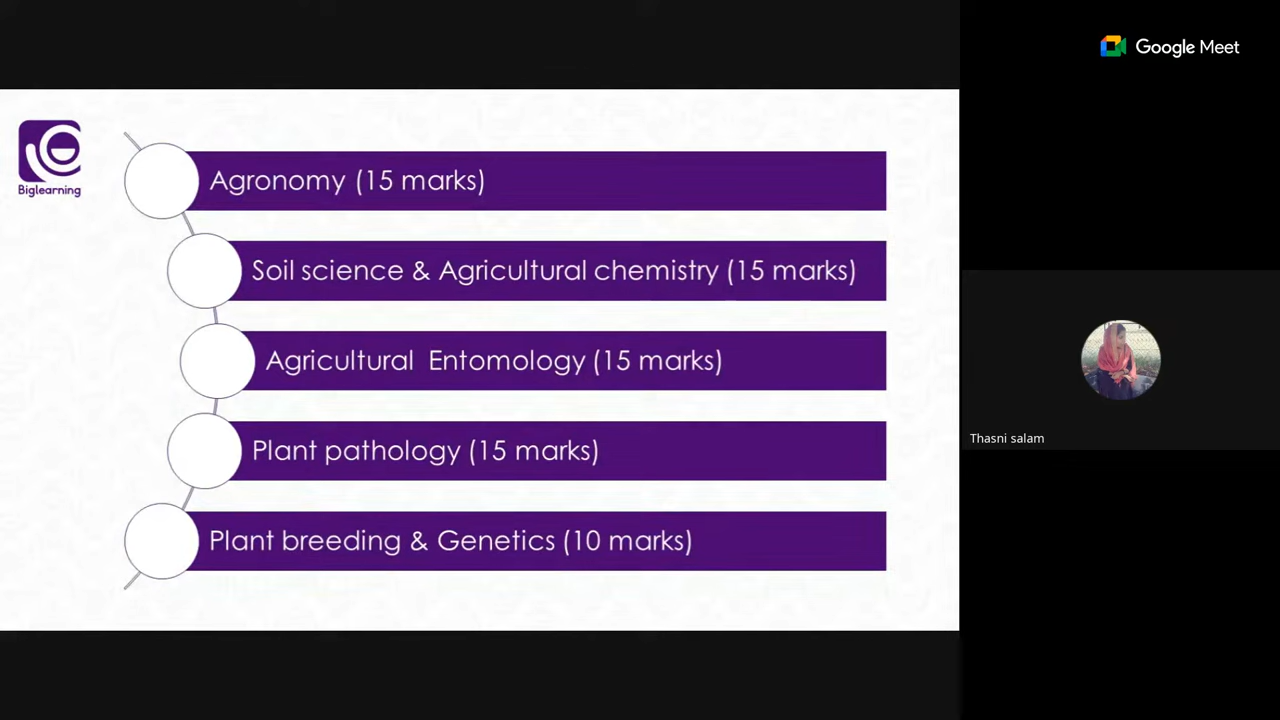 Google Meet
Biglearning
Agronomy (15 marks)
Soil science & Agricultural chemistry (15 marks)
Agricultural Entomology (15 marks)
Plant pathology (15 marks)
Plant breeding & Genetics (10 marks)
Thasni salam